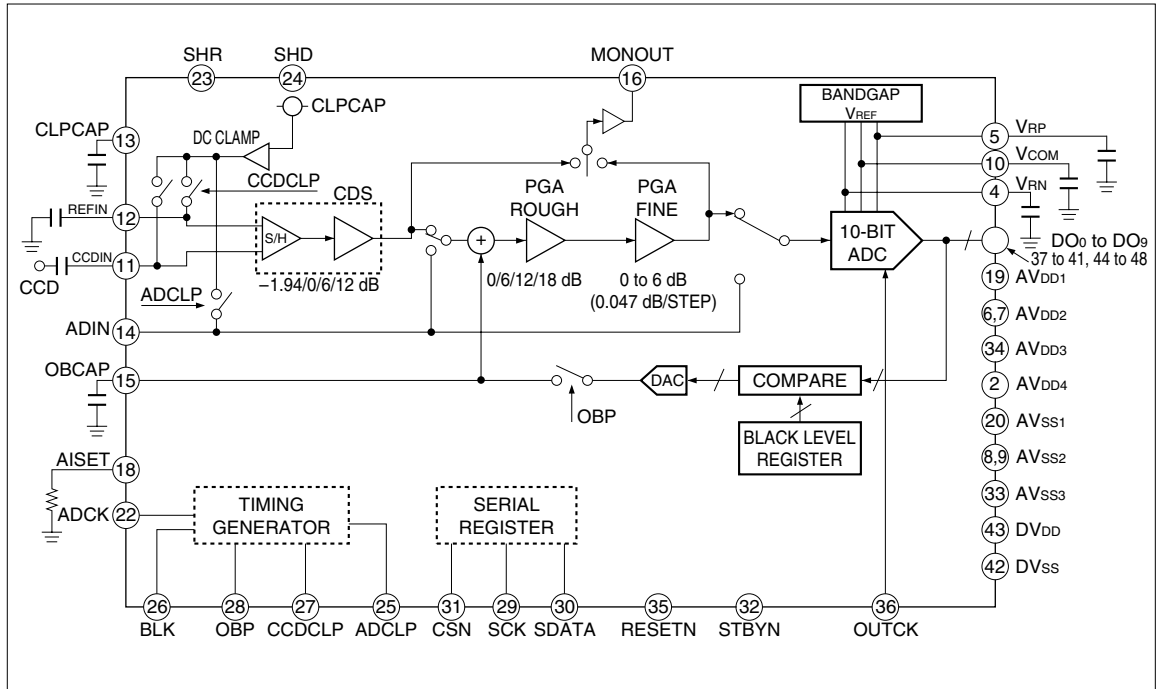 SHR
23
SHD
24
MONOUT
16
CLPCAP
BANDGAP
VREF
CLPCAP
13
DC CLAMP
5 VRP
10 VCOM
4 VRN
CCDCLP
CDS
PGA
ROUGH
PGA
FINE
12 REFIN
S/H
+
10-BIT
ADC
11 CCDIN
CCD
DO0 to DO9
37 to 41, 44 to 48
–1.94/0/6/12 dB
0/6/12/18 dB
0 to 6 dB
(0.047 dB/STEP)
ADCLP
ADIN 14
19 AVDD1
6,7 AVDD2
34 AVDD3
OBCAP
15
OBP
DAC
COMPARE
2 AVDD4
BLACK LEVEL
REGISTER
20 AVSS1
8,9 AVSS2
AISET
18
33 AVSS3
ADCK 22
TIMING
GENERATOR
SERIAL
REGISTER
43 DVDD
42 DVSS
26 28 27 25 31 29 30 35 32 36
BLK OBP CCDCLP ADCLP CSN SCK SDATA RESETN STBYN OUTCK